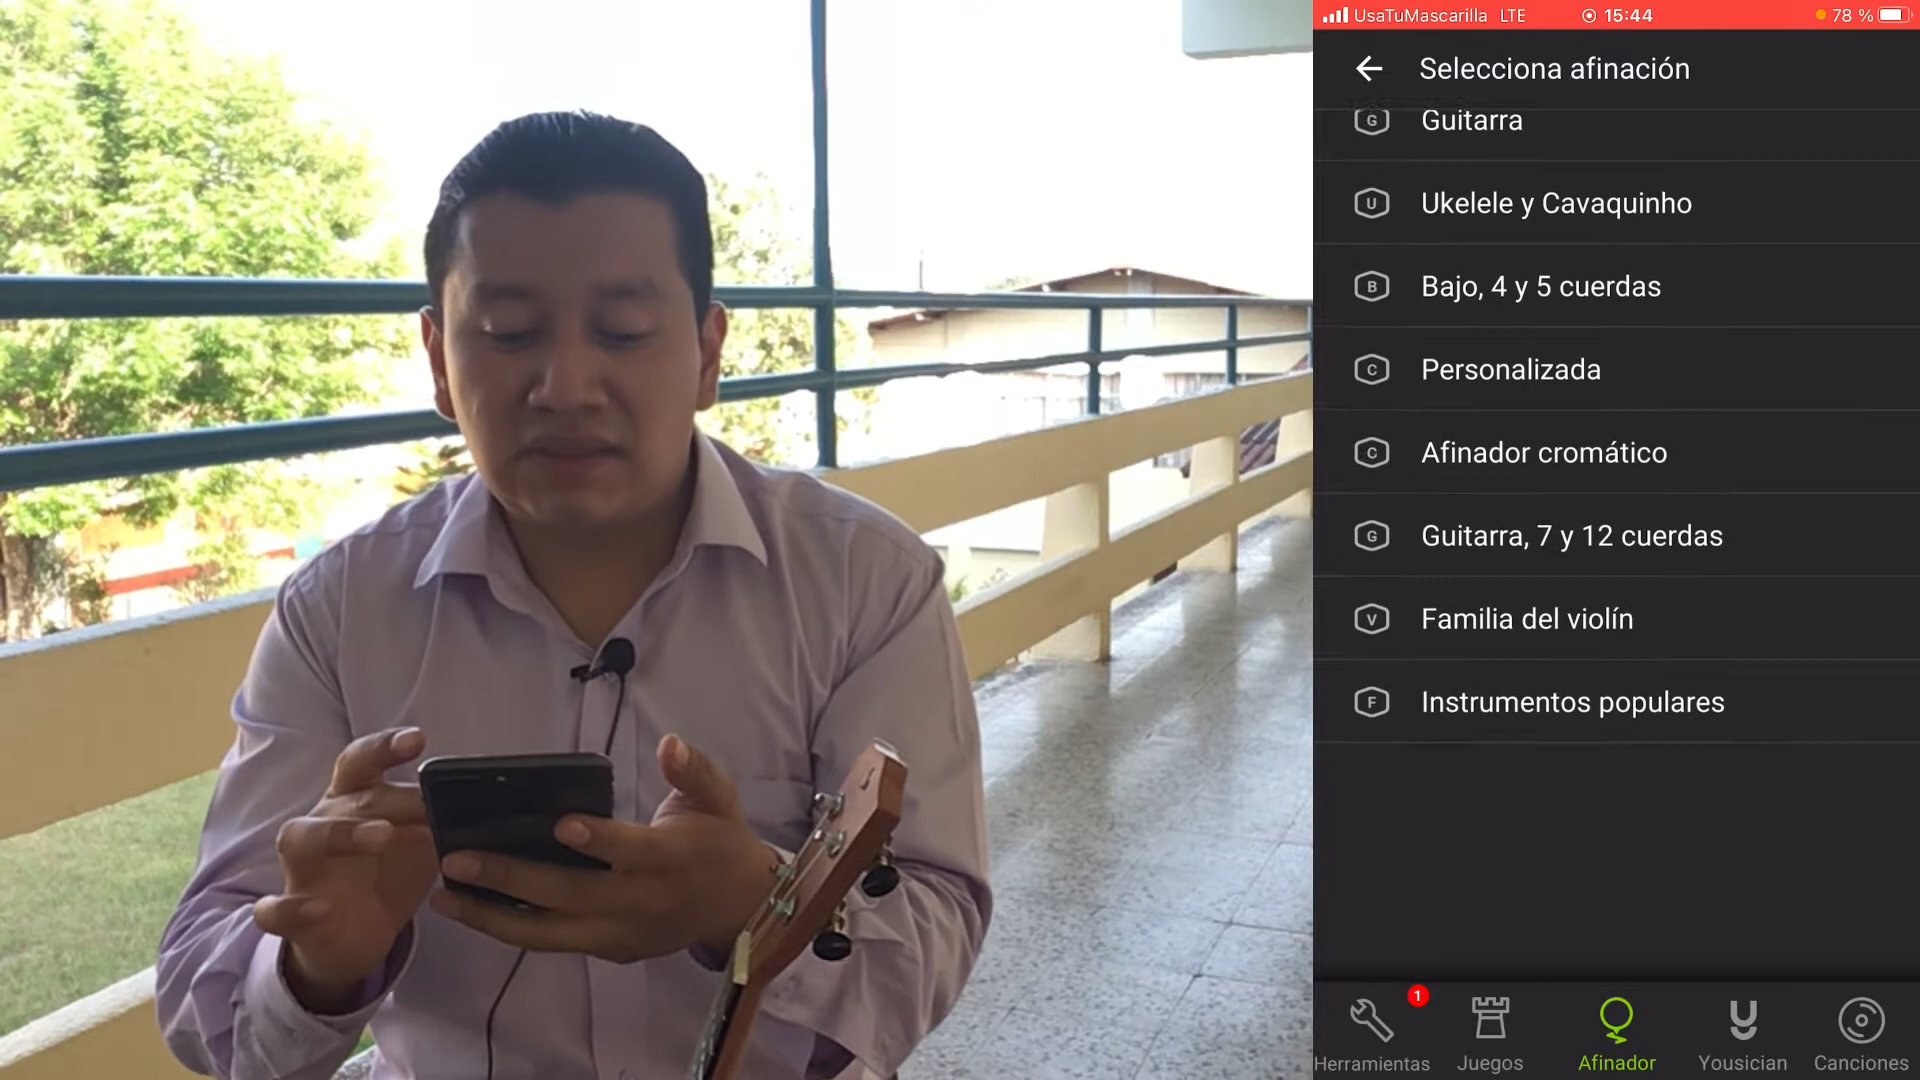 UsaTuMascarilla LTE 15:44 78 %
Selecciona afinación
G Guitarra
U Ukelele y Cavaquinho
B Bajo, 4 y 5 cuerdas
C Personalizada
C Afinador cromático
G Guitarra, 7 y 12 cuerdas
V Familia del violín
F Instrumentos populares
1
Herramientas Juegos Afinador Yousician Canciones